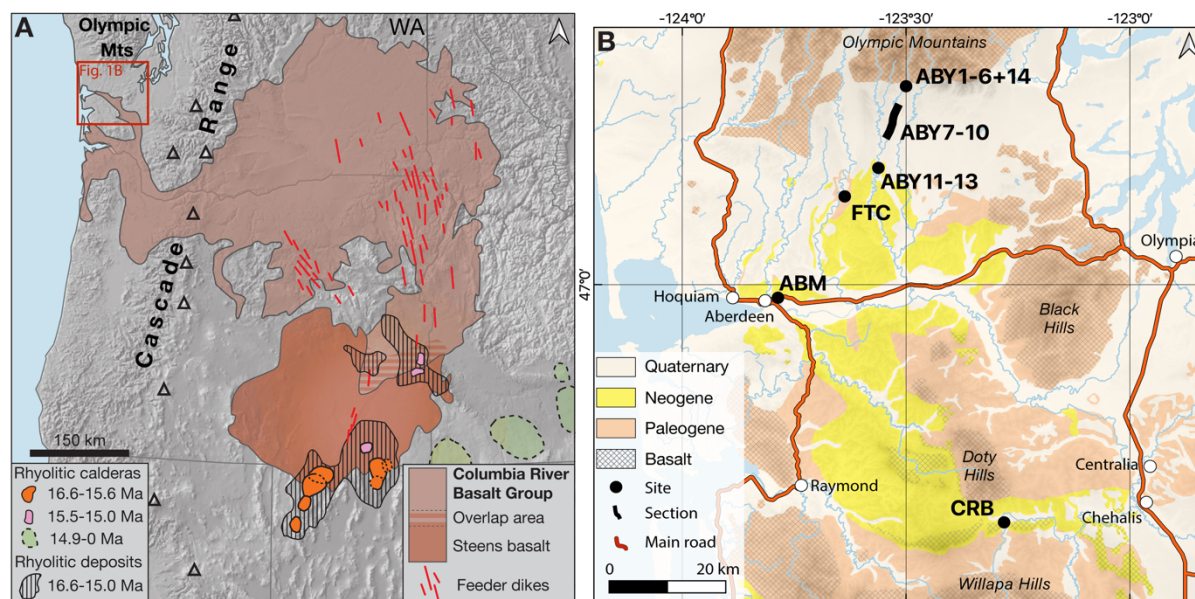 A
Olympic
Mts
Fig. 1B
WA
Range
Cascade
150 km
Rhyolitic calderas
16.6-15.6 Ma
15.5-15.0 Ma
14.9-0 Ma
Rhyolitic deposits
16.6-15.0 Ma
Columbia River
Basalt Group
Overlap area
Steens basalt
Feeder dikes
B
-124°0'
-123°5'
-123°0'
47°0'
Olympic Mountains
ABY1-6+14
ABY7-10
ABY11-13
FTC
ABM
Hoquiam
Aberdeen
Olympia
Black
Hills
Quaternary
Neogene
Paleogene
Basalt
Site
Section
Main road
0
20 km
Doty
Hills
Raymond
Centralia
CRB
Chehalis
Willapa Hills